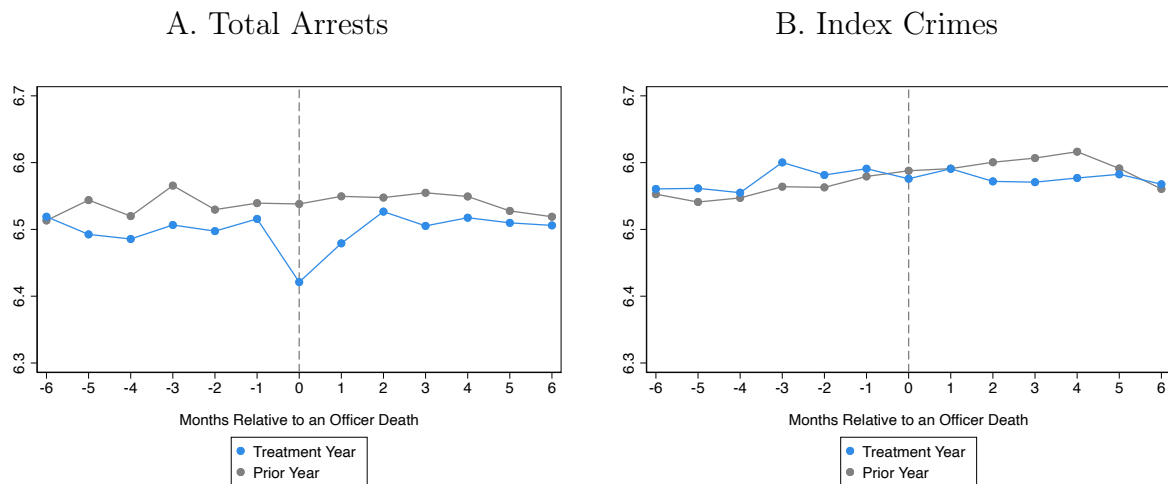 A. Total Arrests
6.7
6.6
6.5
6.4
6.3
-6 -5 -4 -3 -2 -1 0 1 2 3 4 5 6
Months Relative to an Officer Death
Treatment Year
Prior Year
B. Index Crimes
6.7
6.6
6.5
6.4
6.3
-6 -5 -4 -3 -2 -1 0 1 2 3 4 5 6
Months Relative to an Officer Death
Treatment Year
Prior Year